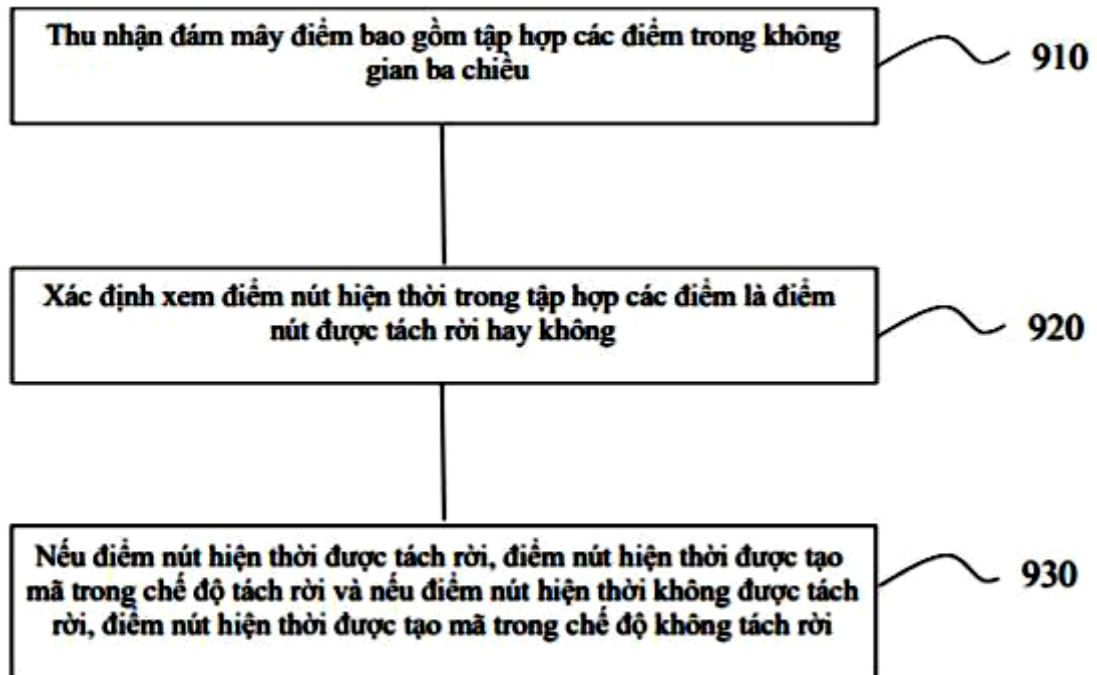 Thu nhận đám mây điểm bao gồm tập hợp các điểm trong không
gian ba chiều
910
Xác định xem điểm nút hiện thời trong tập hợp các điểm là điểm
nút được tách rời hay không
920
Nếu điểm nút hiện thời được tách rời, điểm nút hiện thời được tạo
mã trong chế độ tách rời và nếu điểm nút hiện thời không được tách
rời, điểm nút hiện thời được tạo mã trong chế độ không tách rời
930